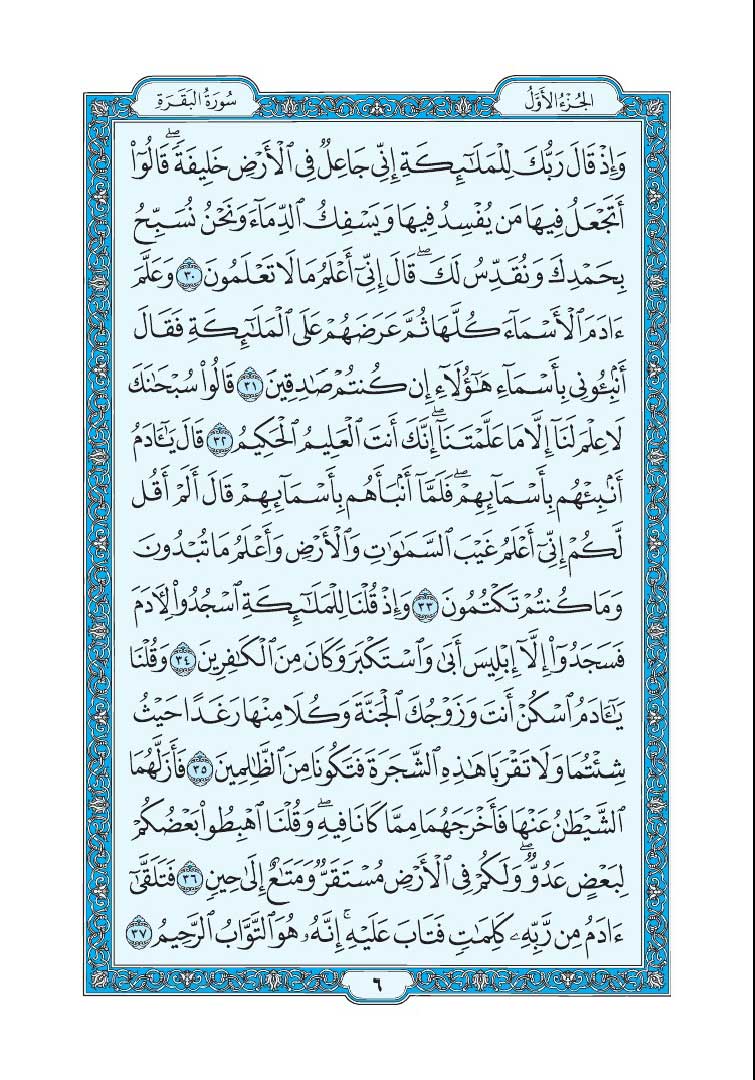 الجُزْءُ الأَوَّلُ
سُورَةُ البَقَرَةِ
وَإِذْ قَالَ رَبُّكَ لِلْمَلَٰٓئِكَةِ إِنِّي جَاعِلٌ فِي ٱلْأَرْضِ خَلِيفَةًۖ قَالُوٓا۟
أَتَجْعَلُ فِيهَا مَن يُفْسِدُ فِيهَا وَيَسْفِكُ ٱلدِّمَآءَ وَنَحْنُ نُسَبِّحُ
بِحَمْدِكَ وَنُقَدِّسُ لَكَۖ قَالَ إِنِّيٓ أَعْلَمُ مَا لَا تَعْلَمُونَ ٣٠ وَعَلَّمَ
ءَادَمَ ٱلْأَسْمَآءَ كُلَّهَا ثُمَّ عَرَضَهُمْ عَلَى ٱلْمَلَٰٓئِكَةِ فَقَالَ
أَنۢبِـُٔونِي بِأَسْمَآءِ هَٰٓؤُلَآءِ إِن كُنتُمْ صَٰدِقِينَ ٣١ قَالُوا۟ سُبْحَٰنَكَ
لَا عِلْمَ لَنَآ إِلَّا مَا عَلَّمْتَنَآۖ إِنَّكَ أَنتَ ٱلْعَلِيمُ ٱلْحَكِيمُ ٣٢ قَالَ يَٰٓـَٔادَمُ
أَنۢبِئْهُم بِأَسْمَآئِهِمْۖ فَلَمَّآ أَنۢبَأَهُم بِأَسْمَآئِهِمْ قَالَ أَلَمْ أَقُل
لَّكُمْ إِنِّيٓ أَعْلَمُ غَيْبَ ٱلسَّمَٰوَٰتِ وَٱلْأَرْضِ وَأَعْلَمُ مَا تُبْدُونَ
وَمَا كُنتُمْ تَكْتُمُونَ ٣٣ وَإِذْ قُلْنَا لِلْمَلَٰٓئِكَةِ ٱسْجُدُوا۟ لِءَادَمَ
فَسَجَدُوٓا۟ إِلَّآ إِبْلِيسَ أَبَىٰ وَٱسْتَكْبَرَ وَكَانَ مِنَ ٱلْكَٰفِرِينَ ٣٤ وَقُلْنَا
يَٰٓـَٔادَمُ ٱسْكُنْ أَنتَ وَزَوْجُكَ ٱلْجَنَّةَ وَكُلَا مِنْهَا رَغَدًا حَيْثُ
شِئْتُمَا وَلَا تَقْرَبَا هَٰذِهِ ٱلشَّجَرَةَ فَتَكُونَا مِنَ ٱلظَّٰلِمِينَ ٣٥ فَأَزَلَّهُمَا
ٱلشَّيْطَٰنُ عَنْهَا فَأَخْرَجَهُمَا مِمَّا كَانَا فِيهِۖ وَقُلْنَا ٱهْبِطُوا۟ بَعْضُكُمْ
لِبَعْضٍ عَدُوٌّۖ وَلَكُمْ فِي ٱلْأَرْضِ مُسْتَقَرٌّ وَمَتَٰعٌ إِلَىٰ حِينٍ ٣٦ فَتَلَقَّىٰٓ
ءَادَمُ مِن رَّبِّهِۦ كَلِمَٰتٍ فَتَابَ عَلَيْهِۚ إِنَّهُۥ هُوَ ٱلتَّوَّابُ ٱلرَّحِيمُ ٣٧
٦